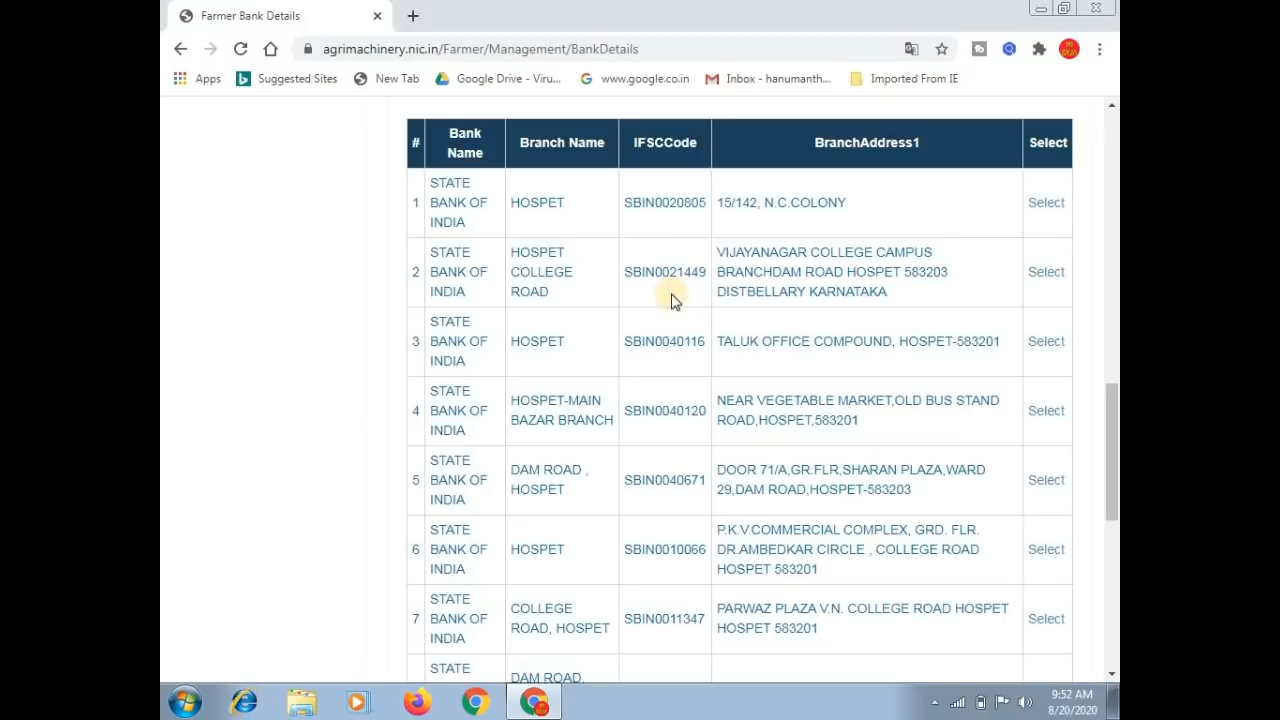 Farmer Bank Details
agrimachinery.nic.in/Farmer/Management/BankDetails
Apps
Suggested Sites
New Tab
Google Drive - Viru...
www.google.co.in
Inbox - hanumanth...
Imported From IE
# Bank Name Branch Name IFSCCode BranchAddress1 Select
1 STATE BANK OF INDIA HOSPET SBIN0020805 15/142, N.C.COLONY Select
2 STATE BANK OF INDIA HOSPET COLLEGE ROAD SBIN0021449 VIJAYANAGAR COLLEGE CAMPUS BRANCHDAM ROAD HOSPET 583203 DISTBELLARY KARNATAKA Select
3 STATE BANK OF INDIA HOSPET SBIN0040116 TALUK OFFICE COMPOUND, HOSPET-583201 Select
4 STATE BANK OF INDIA HOSPET-MAIN BAZAR BRANCH SBIN0040120 NEAR VEGETABLE MARKET,OLD BUS STAND ROAD,HOSPET,583201 Select
5 STATE BANK OF INDIA DAM ROAD , HOSPET SBIN0040671 DOOR 71/A,GR.FLR,SHARAN PLAZA,WARD 29,DAM ROAD,HOSPET-583203 Select
6 STATE BANK OF INDIA HOSPET SBIN0010066 P.K.V.COMMERCIAL COMPLEX, GRD. FLR. DR.AMBEDKAR CIRCLE , COLLEGE ROAD HOSPET 583201 Select
7 STATE BANK OF INDIA COLLEGE ROAD, HOSPET SBIN0011347 PARWAZ PLAZA V.N. COLLEGE ROAD HOSPET HOSPET 583201 Select
STATE DAM ROAD,
9:52 AM
8/20/2020